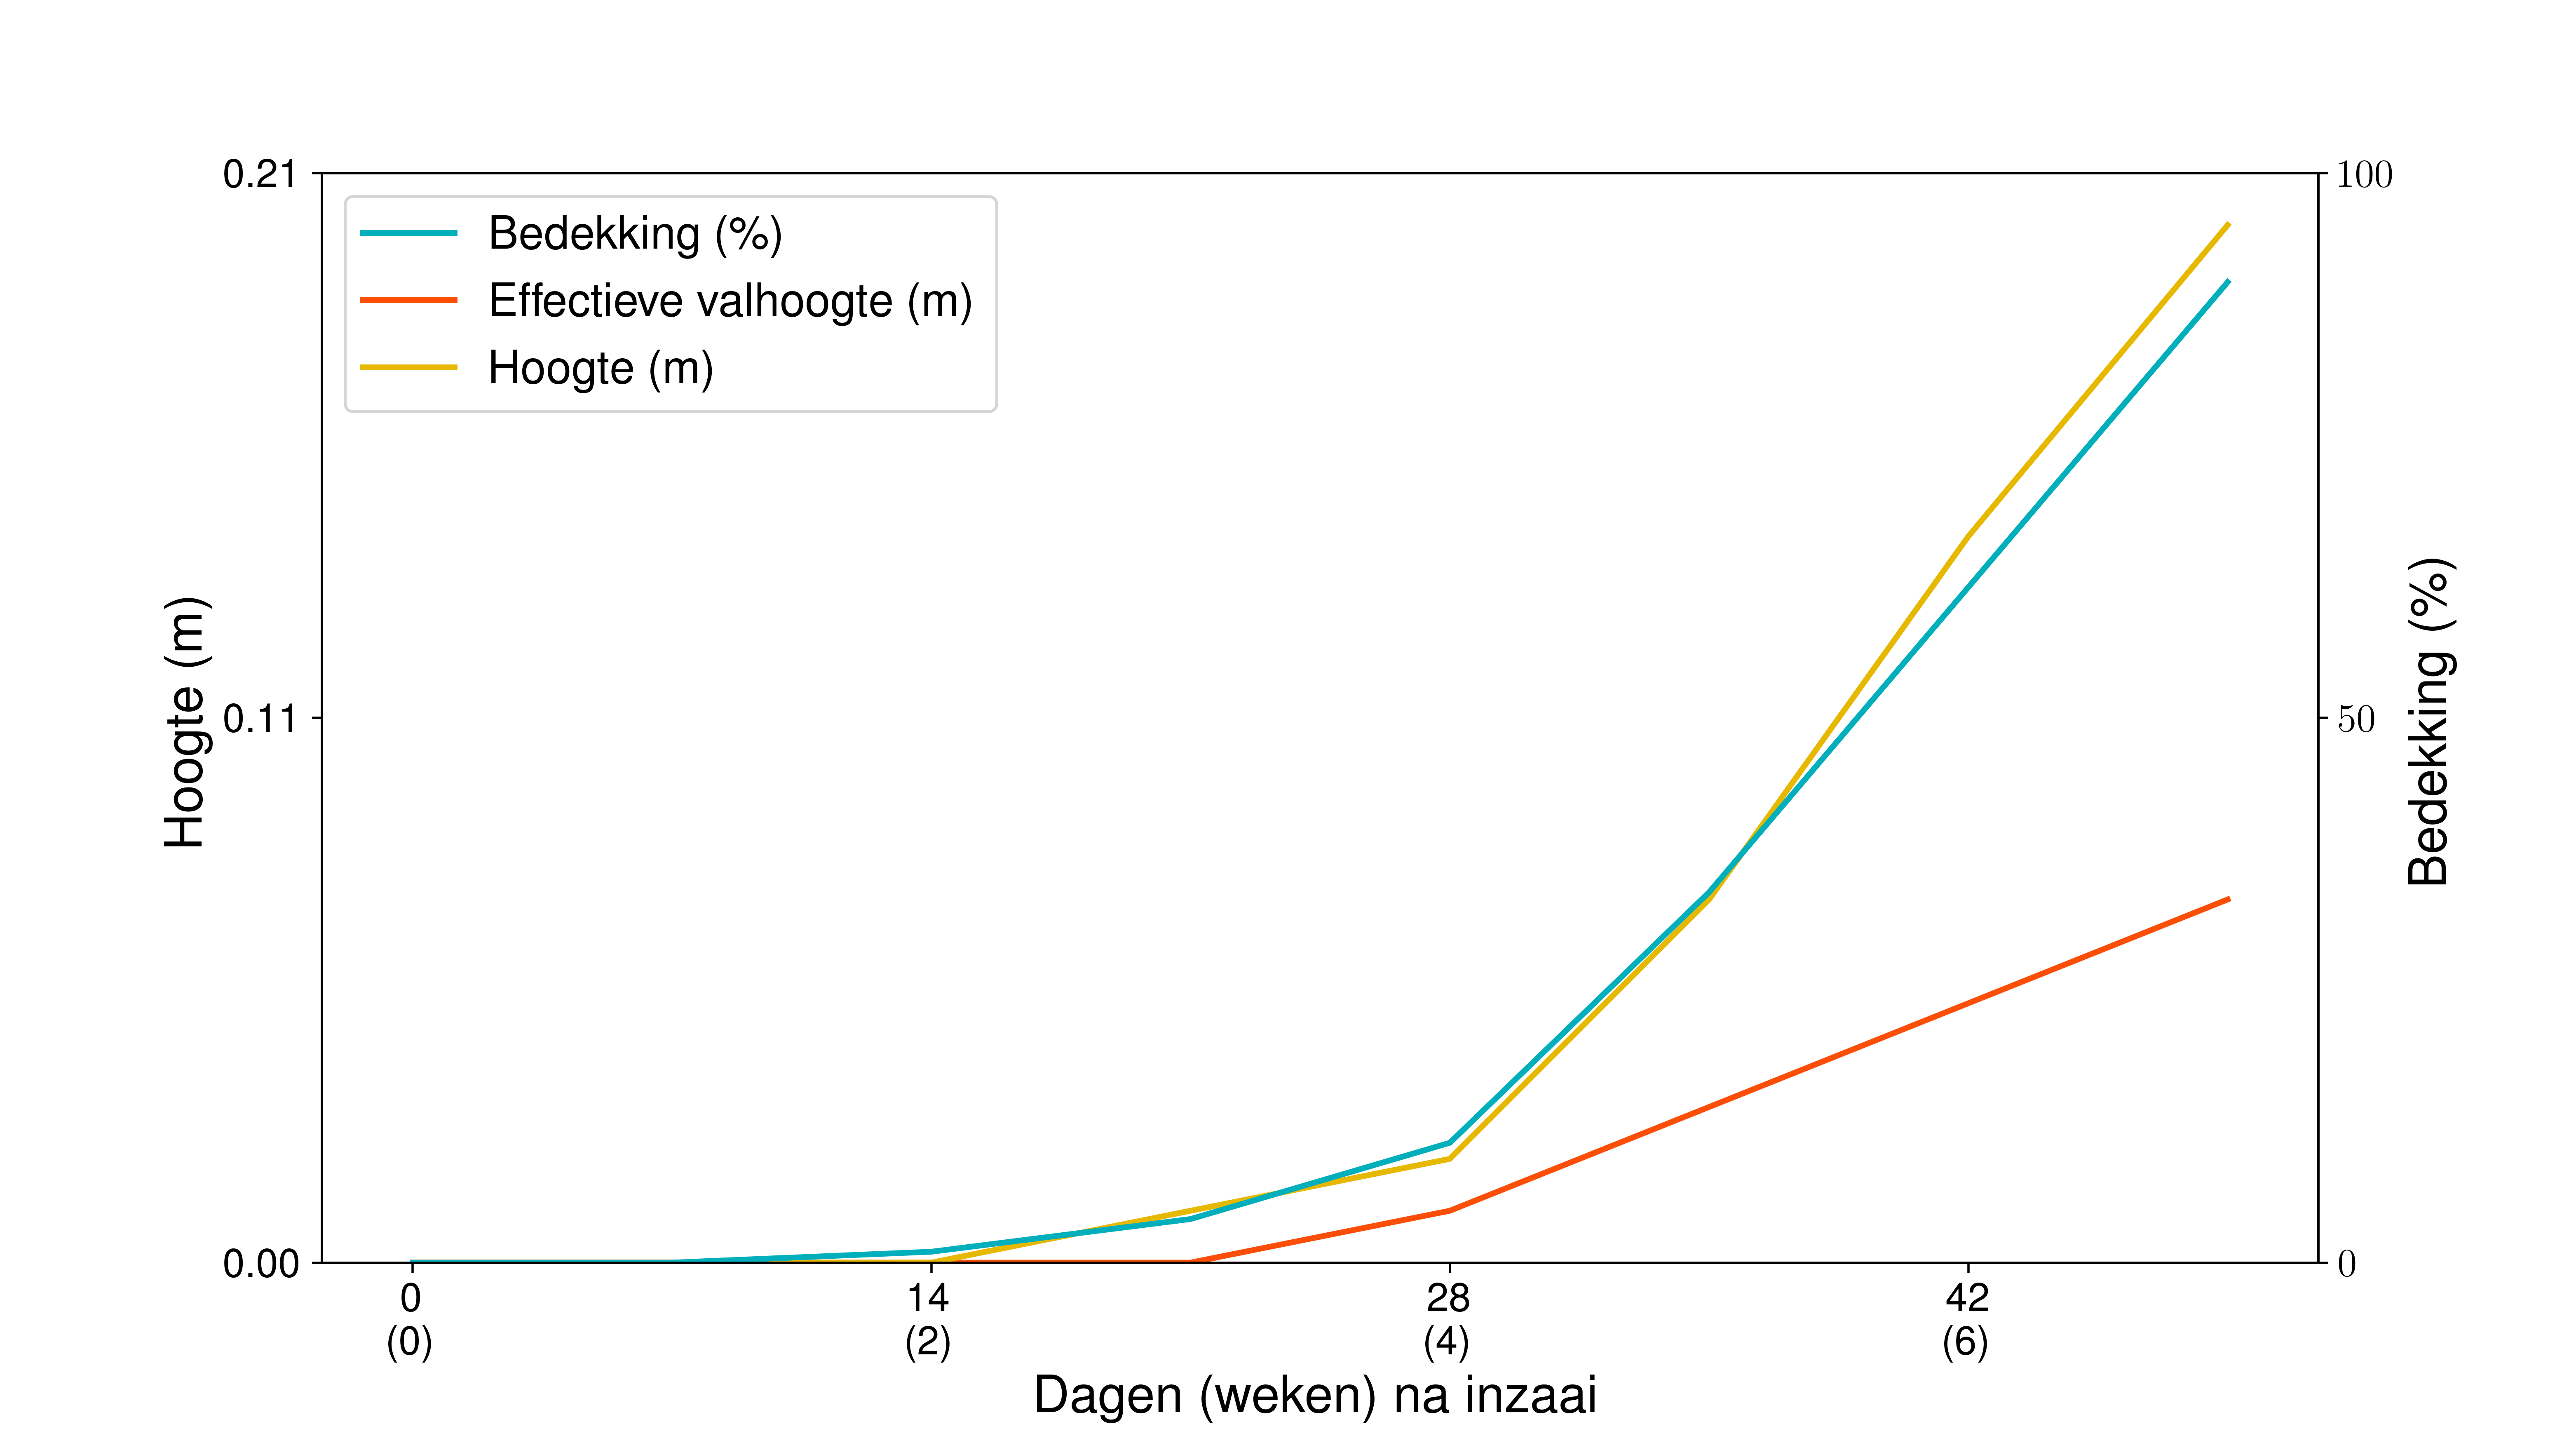 0.21
0.11
0.00
Hoogte (m)
Bedekking (%)
Effectieve valhoogte (m)
Hoogte (m)
100
50
0
Bedekking (%)
0 14 28 42
(0) (2) (4) (6)
Dagen (weken) na inzaai